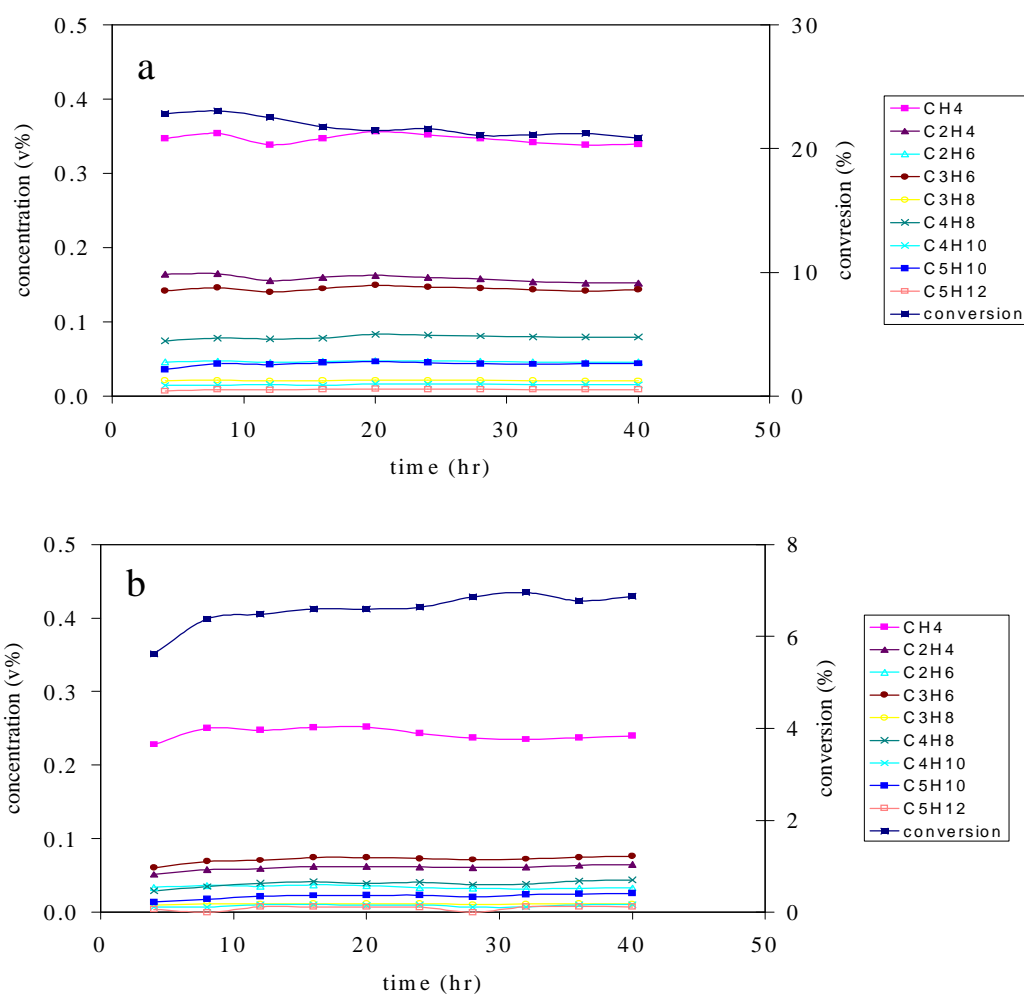 a
0.5
0.4
0.3
0.2
0.1
0.0
concentration (v%)
30
20
10
0
convresion (%)
0 10 20 30 40 50
time (hr)
CH4
C2H4
C2H6
C3H6
C3H8
C4H8
C4H10
C5H10
C5H12
conversion
b
0.5
0.4
0.3
0.2
0.1
0.0
concentration (v%)
8
6
4
2
0
conversion (%)
0 10 20 30 40 50
time (hr)
CH4
C2H4
C2H6
C3H6
C3H8
C4H8
C4H10
C5H10
C5H12
conversion